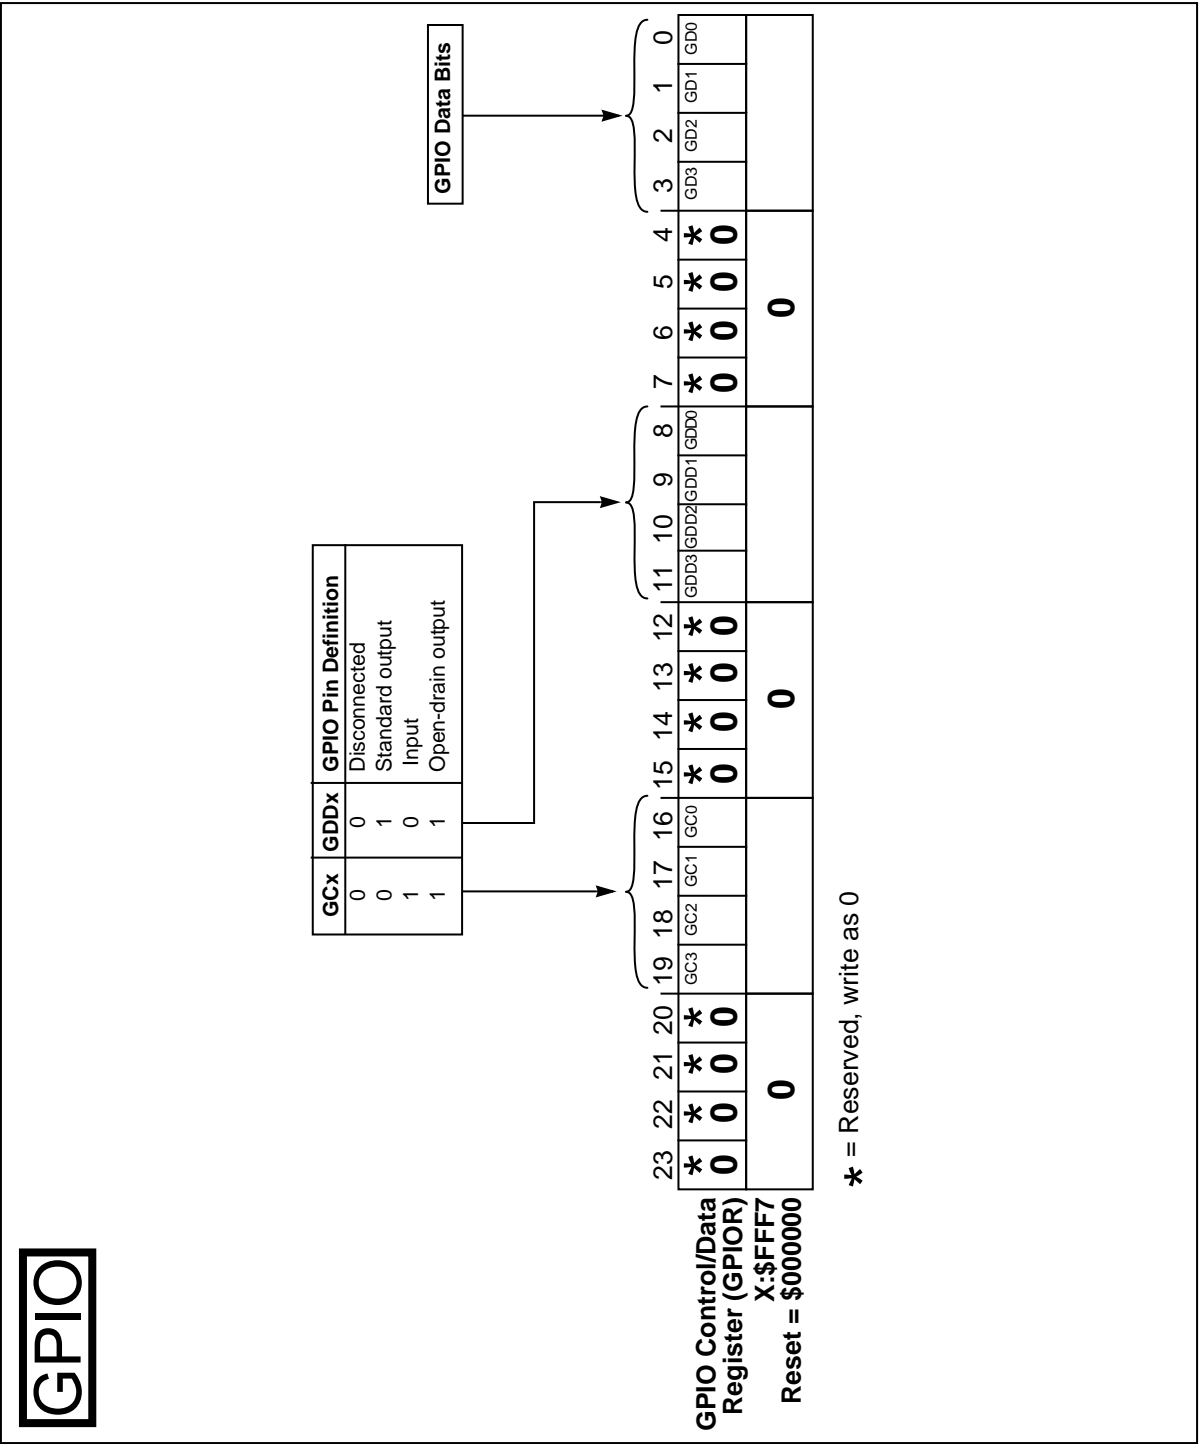 GPIO
GPIO Data Bits
GCx GDDx GPIO Pin Definition
0 0 Disconnected
0 1 Standard output
1 0 Input
1 1 Open-drain output
23 22 21 20 19 18 17 16 15 14 13 12 11 10 9 8 7 6 5 4 3 2 1 0
GPIO Control/Data
Register (GPIOR)
X:$FFF7
Reset = $000000
* * * * GC3 GC2 GC1 GC0 * * * * GDD3 GDD2 GDD1 GDD0 * * * * GD3 GD2 GD1 GD0
0 0 0 0 0 0 0 0 0 0 0 0
0 0 0
* = Reserved, write as 0